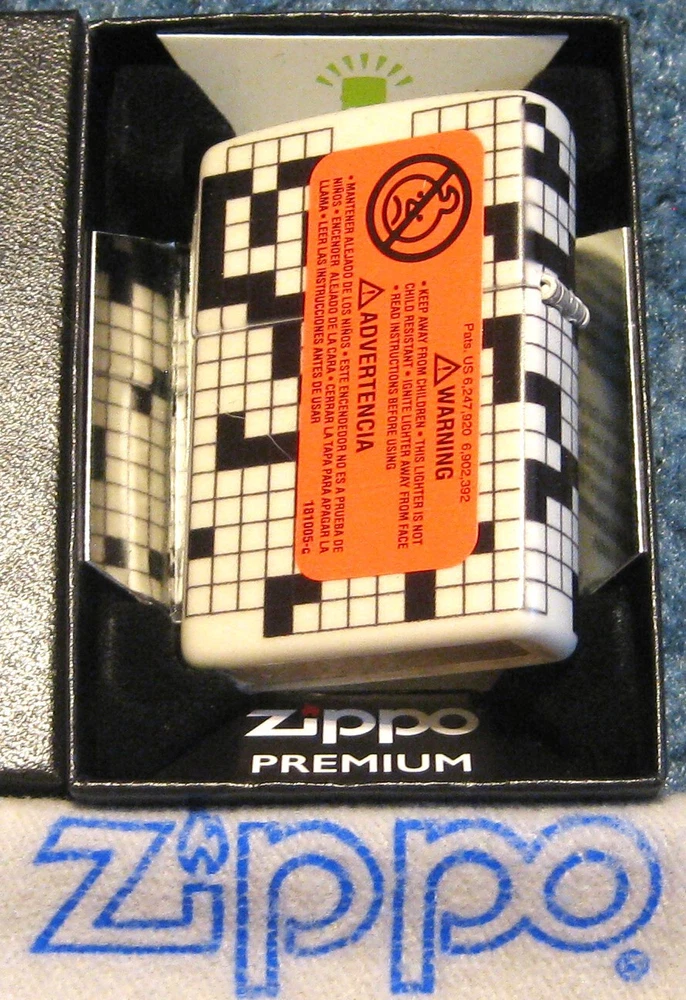 Pats. US 6,247,920 6,902,392
WARNING
• KEEP AWAY FROM CHILDREN • THIS LIGHTER IS NOT
CHILD RESISTANT • IGNITE LIGHTER AWAY FROM FACE
• READ INSTRUCTIONS BEFORE USING
ADVERTENCIA
• MANTENER ALEJADO DE LOS NIÑOS • ESTE ENCENDEDOR NO ES A PRUEBA DE
NIÑOS • ENCENDER ALEJADO DE LA CARA • CERRAR LA TAPA PARA APAGAR LA
LLAMA • LEER LAS INSTRUCCIONES ANTES DE USAR
181005-c
zippo
PREMIUM
zippo ®